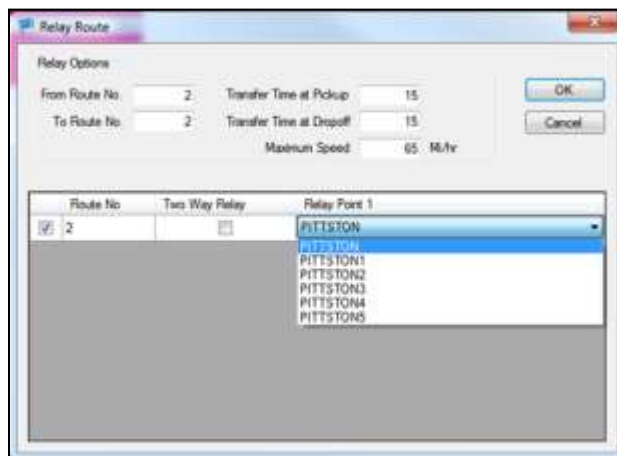 Relay Route
Relay Options
From Route No 2 Transfer Time at Pickup 15 OK
To Route No 2 Transfer Time at Dropoff 15 Cancel
Maximum Speed 65 Mi/hr
Route No Two Way Relay Relay Point 1
2 PITTSTON
PITTSTON
PITTSTON1
PITTSTON2
PITTSTON3
PITTSTON4
PITTSTON5